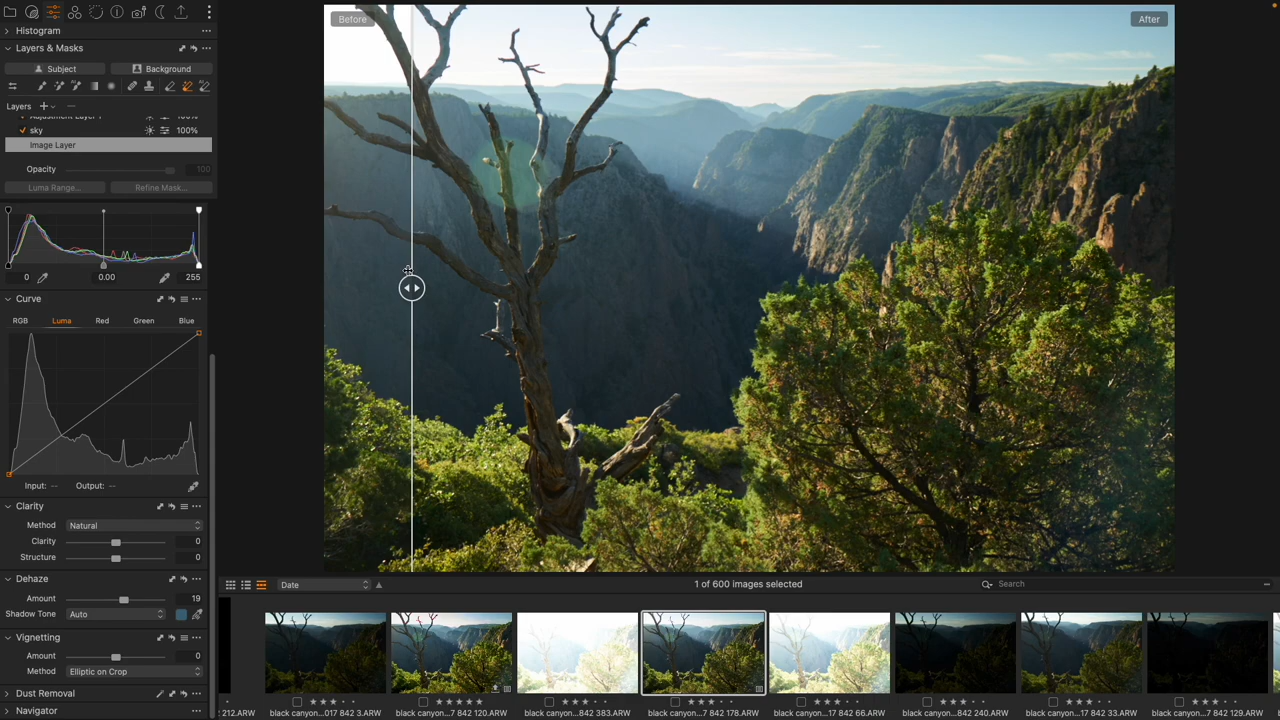 Histogram
Layers & Masks
Subject
Background
Layers
sky
100%
Image Layer
Opacity
100
Luma Range...
Refine Mask...
0
0.00
255
Curve
RGB
Luma
Red
Green
Blue
Input: --
Output: --
Clarity
Method
Natural
Clarity
0
Structure
0
Dehaze
Amount
19
Shadow Tone
Auto
Vignetting
Amount
0
Method
Elliptic on Crop
Dust Removal
Navigator
Before
After
Date
1 of 600 images selected
Search
212.ARW
black canyon...017 842 3.ARW
black canyon...7 842 120.ARW
black canyon...842 383.ARW
black canyon...7 842 178.ARW
black canyon...17 842 66.ARW
black canyon...842 240.ARW
black canyon...17 842 33.ARW
black canyon...7 842 129.ARW